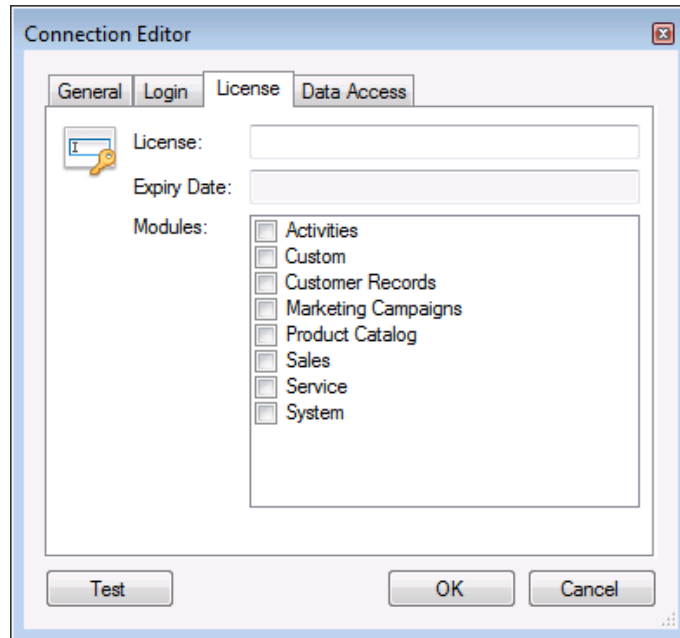 Connection Editor
General Login License Data Access
License:
Expiry Date:
Modules:
Activities
Custom
Customer Records
Marketing Campaigns
Product Catalog
Sales
Service
System
Test OK Cancel